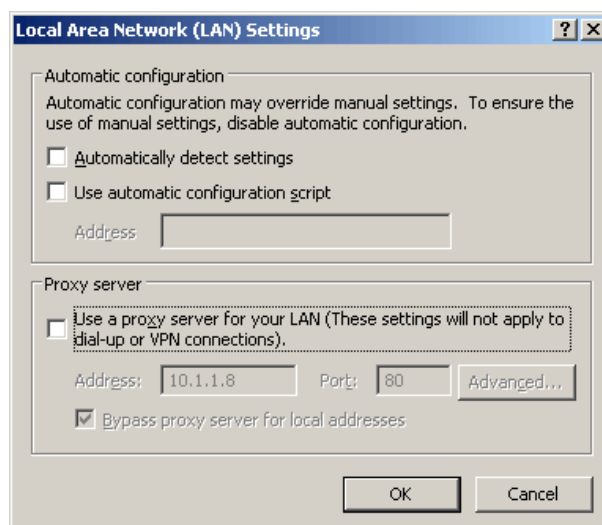 Local Area Network (LAN) Settings
Automatic configuration
Automatic configuration may override manual settings. To ensure the
use of manual settings, disable automatic configuration.
Automatically detect settings
Use automatic configuration script
Address
Proxy server
Use a proxy server for your LAN (These settings will not apply to
dial-up or VPN connections).
Address: 10.1.1.8 Port: 80 Advanced...
Bypass proxy server for local addresses
OK Cancel